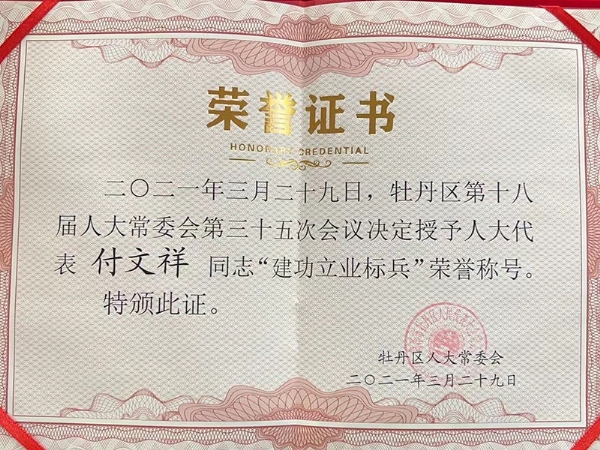 荣誉证书
HONORARY CREDENTIAL
二〇二一年三月二十九日，牡丹区第十八
届人大常委会第三十五次会议决定授予人大代
表 付文祥 同志“建功立业标兵”荣誉称号。
特颁此证。
牡丹区人大常委会
二〇二一年三月二十九日